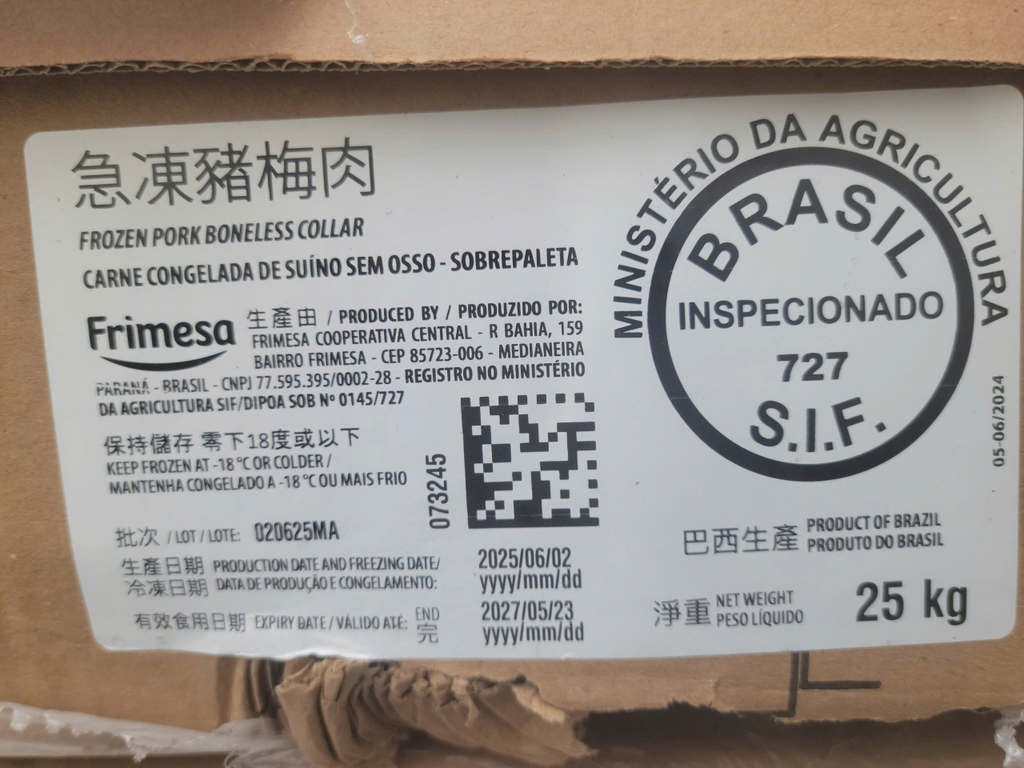 急凍豬梅肉
FROZEN PORK BONELESS COLLAR
CARNE CONGELADA DE SUÍNO SEM OSSO - SOBREPALETA
Frimesa
生產由 / PRODUCED BY / PRODUZIDO POR:
FRIMESA COOPERATIVA CENTRAL - R BAHIA, 159
BAIRRO FRIMESA - CEP 85723-006 - MEDIANEIRA
PARANÁ - BRASIL - CNPJ 77.595.395/0002-28 - REGISTRO NO MINISTÉRIO
DA AGRICULTURA SIF/DIPOA SOB Nº 0145/727
保持儲存 零下18度或以下
KEEP FROZEN AT -18 °C OR COLDER /
MANTENHA CONGELADO A -18 °C OU MAIS FRIO
073245
批次 / LOT / LOTE: 020625MA
生產日期 PRODUCTION DATE AND FREEZING DATE/ 2025/06/02
冷凍日期 DATA DE PRODUÇÃO E CONGELAMENTO: yyyy/mm/dd
有效食用日期 EXPIRY DATE / VÁLIDO ATÉ: END 2027/05/23
完 yyyy/mm/dd
MINISTÉRIO DA AGRICULTURA
BRASIL
INSPECIONADO
727
S.I.F.
05-06/2024
巴西生產 PRODUCT OF BRAZIL
PRODUTO DO BRASIL
淨重 NET WEIGHT 25 kg
PESO LÍQUIDO